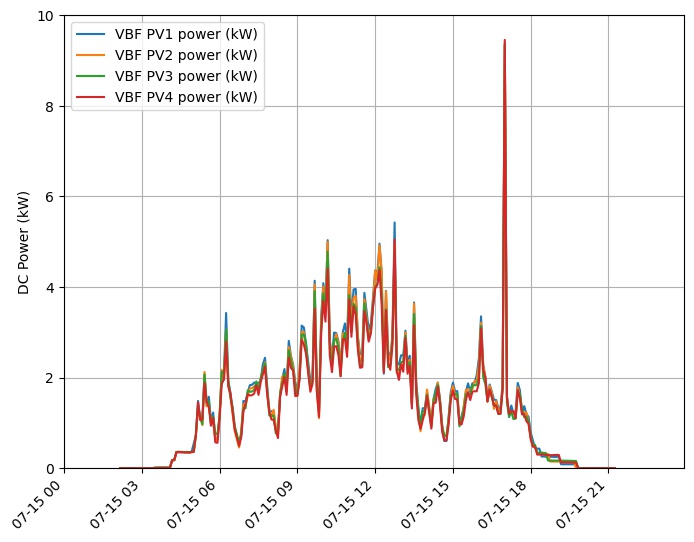 VBF PV1 power (kW)
VBF PV2 power (kW)
VBF PV3 power (kW)
VBF PV4 power (kW)
DC Power (kW)
10
8
6
4
2
0
07-15 00
07-15 03
07-15 06
07-15 09
07-15 12
07-15 15
07-15 18
07-15 21